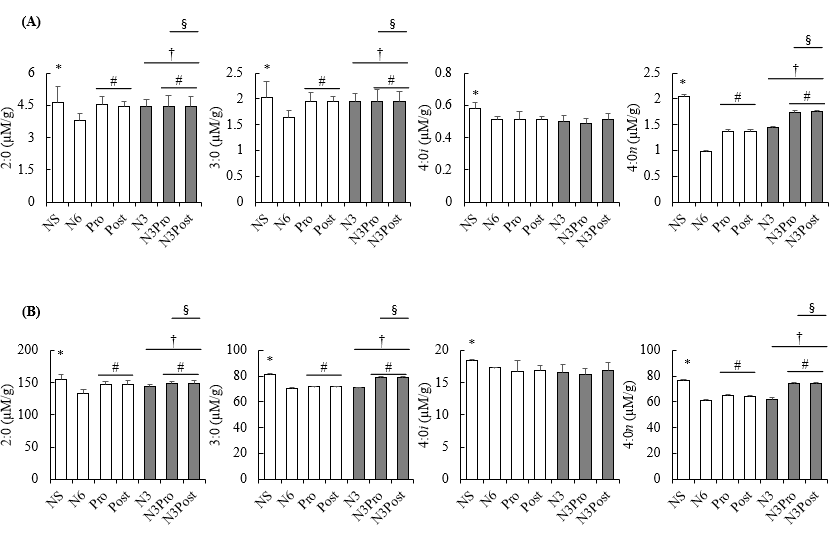 (A)
§
†
*
#
#
2:0 (µM/g)
6
4.5
3
1.5
0
NS
N6
Pro
Post
N3
N3Pro
N3Post
§
†
*
#
#
3:0 (µM/g)
2.5
2
1.5
1
0.5
0
NS
N6
Pro
Post
N3
N3Pro
N3Post
*
4:0i (µM/g)
0.8
0.6
0.4
0.2
0
NS
N6
Pro
Post
N3
N3Pro
N3Post
§
†
*
#
#
4:0n (µM/g)
2.5
2
1.5
1
0.5
0
NS
N6
Pro
Post
N3
N3Pro
N3Post
(B)
§
†
*
#
#
2:0 (µM/g)
200
150
100
50
0
NS
N6
Pro
Post
N3
N3Pro
N3Post
§
†
*
#
#
3:0 (µM/g)
100
80
60
40
20
0
NS
N6
Pro
Post
N3
N3Pro
N3Post
*
4:0i (µM/g)
20
15
10
5
0
NS
N6
Pro
Post
N3
N3Pro
N3Post
§
†
*
#
#
4:0n (µM/g)
100
80
60
40
20
0
NS
N6
Pro
Post
N3
N3Pro
N3Post